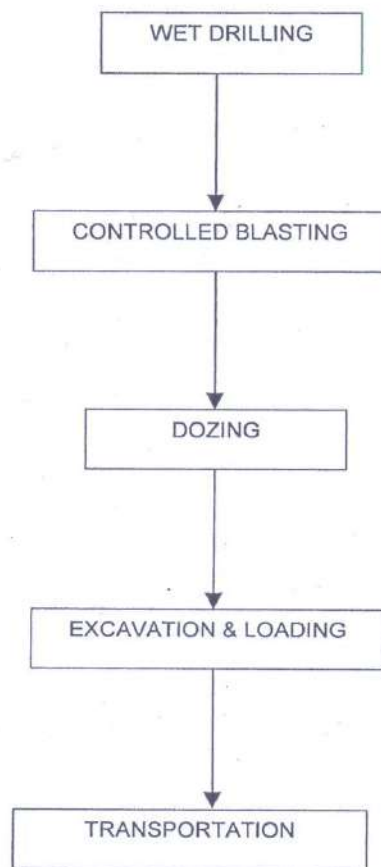 WET DRILLING
CONTROLLED BLASTING
DOZING
EXCAVATION & LOADING
TRANSPORTATION